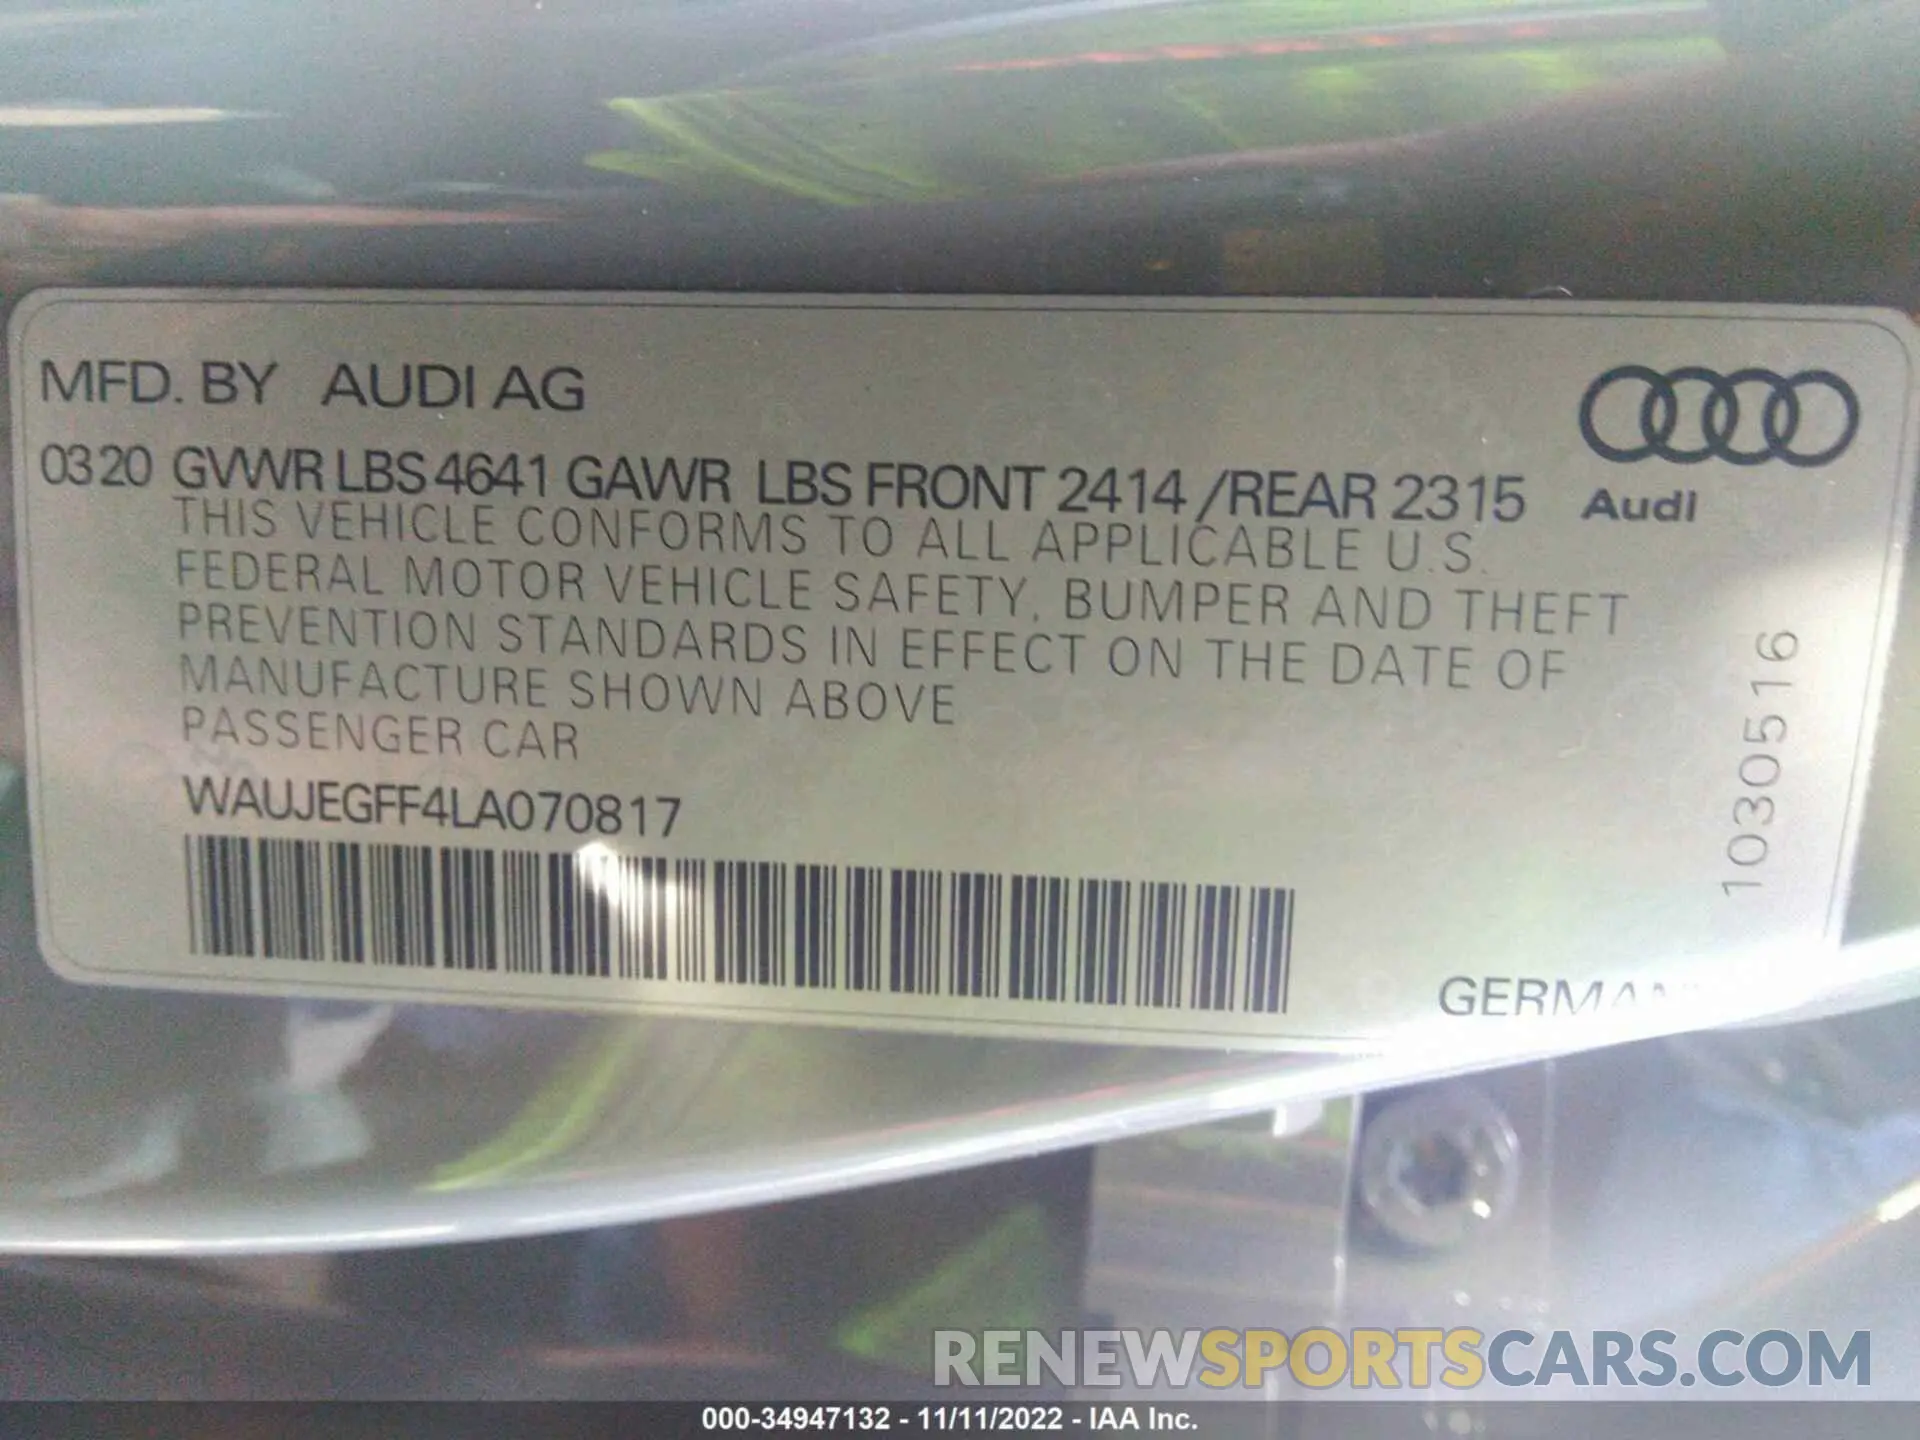 MFD. BY AUDI AG
0320 GVWR LBS 4641 GAWR LBS FRONT 2414 /REAR 2315
Audi
THIS VEHICLE CONFORMS TO ALL APPLICABLE U.S.
FEDERAL MOTOR VEHICLE SAFETY, BUMPER AND THEFT
PREVENTION STANDARDS IN EFFECT ON THE DATE OF
MANUFACTURE SHOWN ABOVE
PASSENGER CAR
WAUJEGFF4LA070817
1030516
RENEWSPORTSCARS.COM
000-34947132 - 11/11/2022 - IAA Inc.